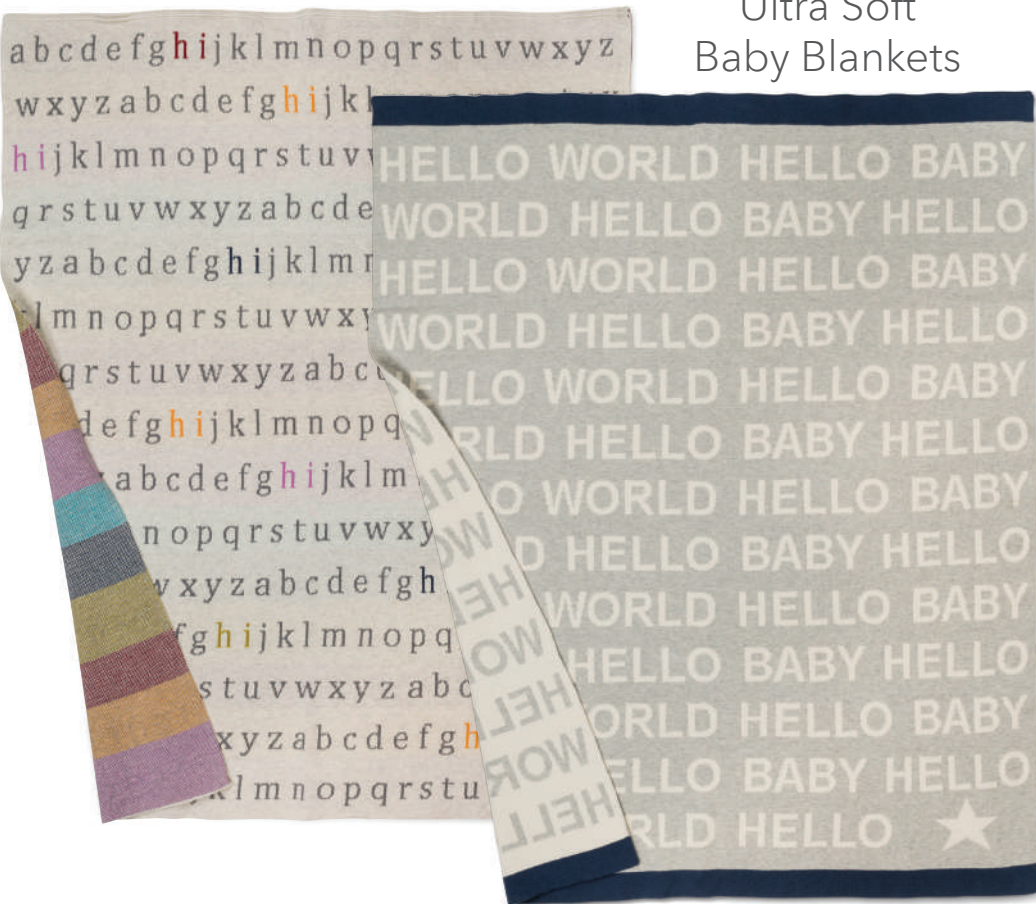 Ultra Soft
Baby Blankets
abcdefghijklmnopqrstuvwxyz
wxyzabcdefghijkl
hijklmnopqrstuv
qrstuvwxyzabcde
yzabcdefghijklm
lmnopqrstuvwxy
qrstuvwxyzabc
defghijklmnopq
abcdefghijklm
nopqrstuvwxy
vxyzabcdefgh
fghijklmnopq
stuvwxyzabc
xyzabcdefgh
klmnopqrstu
HELLO WORLD HELLO BABY
WORLD HELLO BABY HELLO
HELLO WORLD HELLO BABY
WORLD HELLO BABY HELLO
HELLO WORLD HELLO BABY
RLD HELLO BABY HELLO
O WORLD HELLO BABY
D HELLO BABY HELLO
WORLD HELLO BABY
HELLO BABY HELLO
ORLD HELLO BABY
ELLO BABY HELLO
RLD HELLO